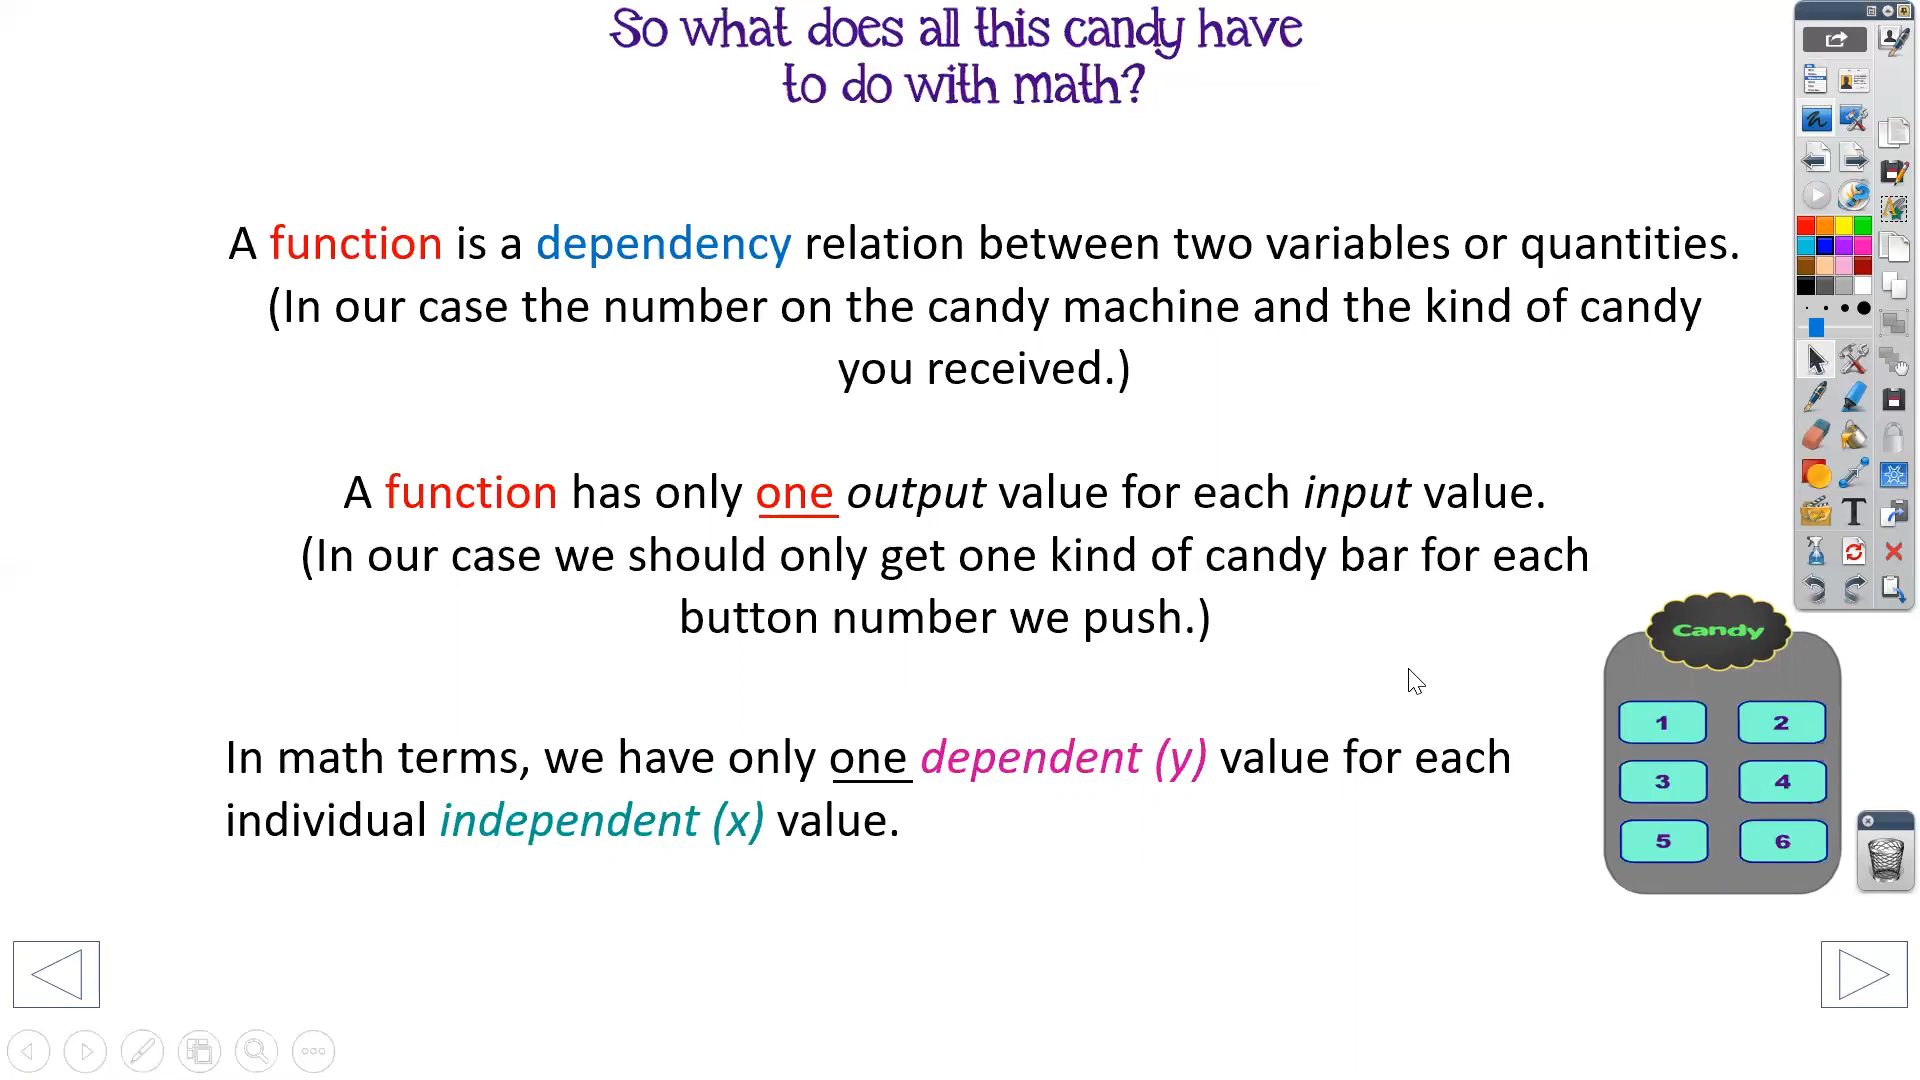 So what does all this candy have
to do with math?
A function is a dependency relation between two variables or quantities.
(In our case the number on the candy machine and the kind of candy
you received.)
A function has only one output value for each input value.
(In our case we should only get one kind of candy bar for each
button number we push.)
In math terms, we have only one dependent (y) value for each
individual independent (x) value.
Candy
1 2
3 4
5 6
T